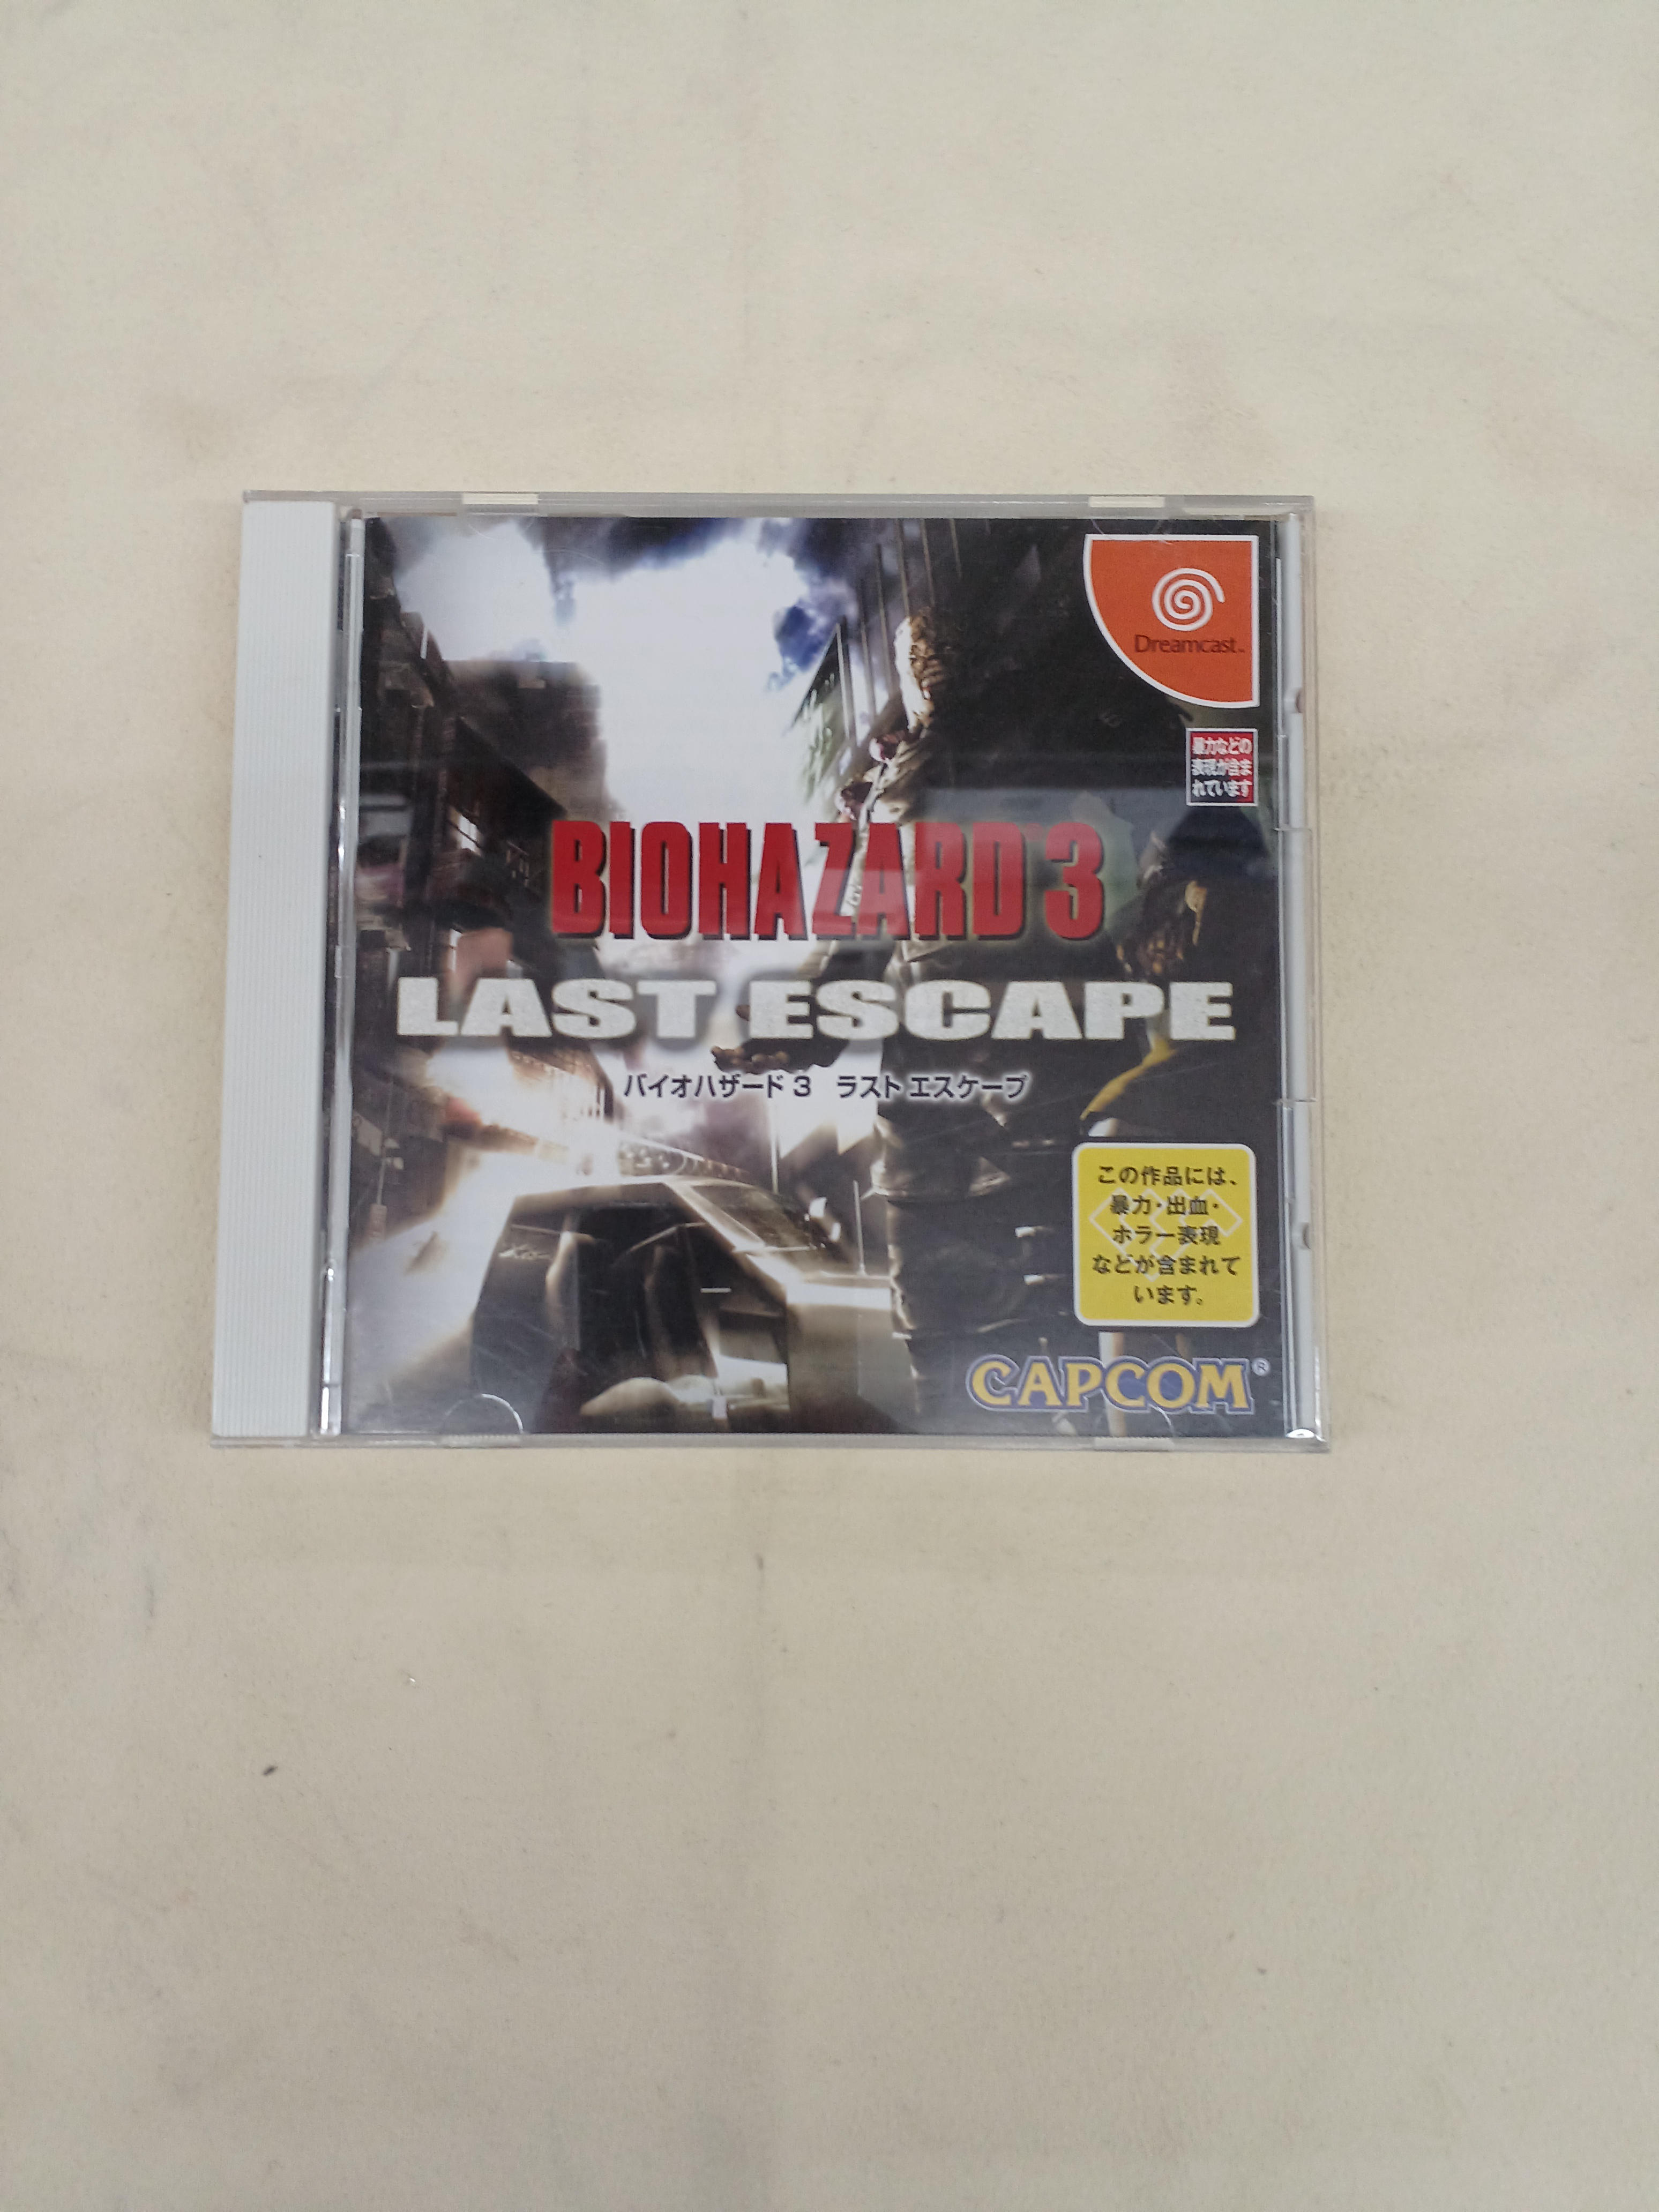 Dreamcast™
暴力などの
表現が含ま
れています
BIOHAZARD®3
LAST ESCAPE
バイオハザード 3 ラスト エスケープ
この作品には、
暴力・出血・
ホラー表現
などが含まれて
います。
CAPCOM®